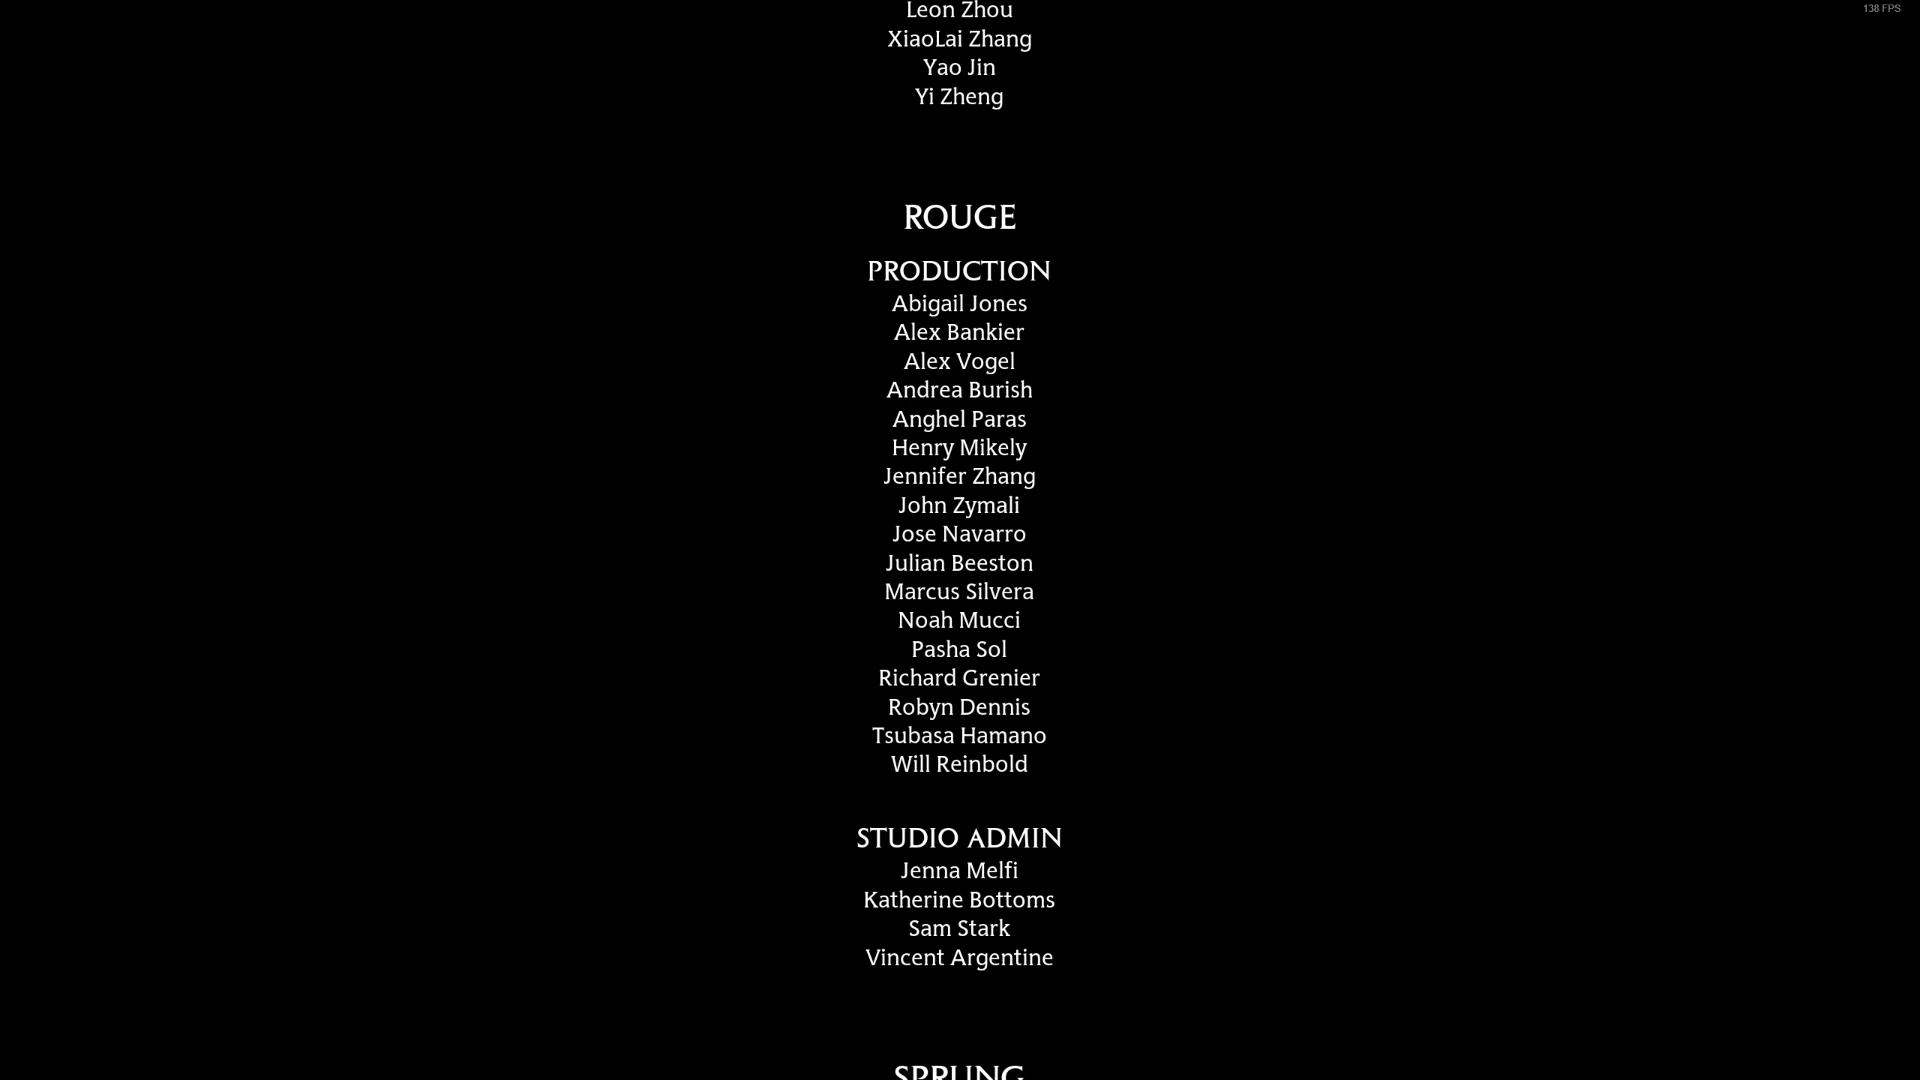 138 FPS
Leon Zhou
XiaoLai Zhang
Yao Jin
Yi Zheng
ROUGE
PRODUCTION
Abigail Jones
Alex Bankier
Alex Vogel
Andrea Burish
Anghel Paras
Henry Mikely
Jennifer Zhang
John Zymali
Jose Navarro
Julian Beeston
Marcus Silvera
Noah Mucci
Pasha Sol
Richard Grenier
Robyn Dennis
Tsubasa Hamano
Will Reinbold
STUDIO ADMIN
Jenna Melfi
Katherine Bottoms
Sam Stark
Vincent Argentine
SPRUNG